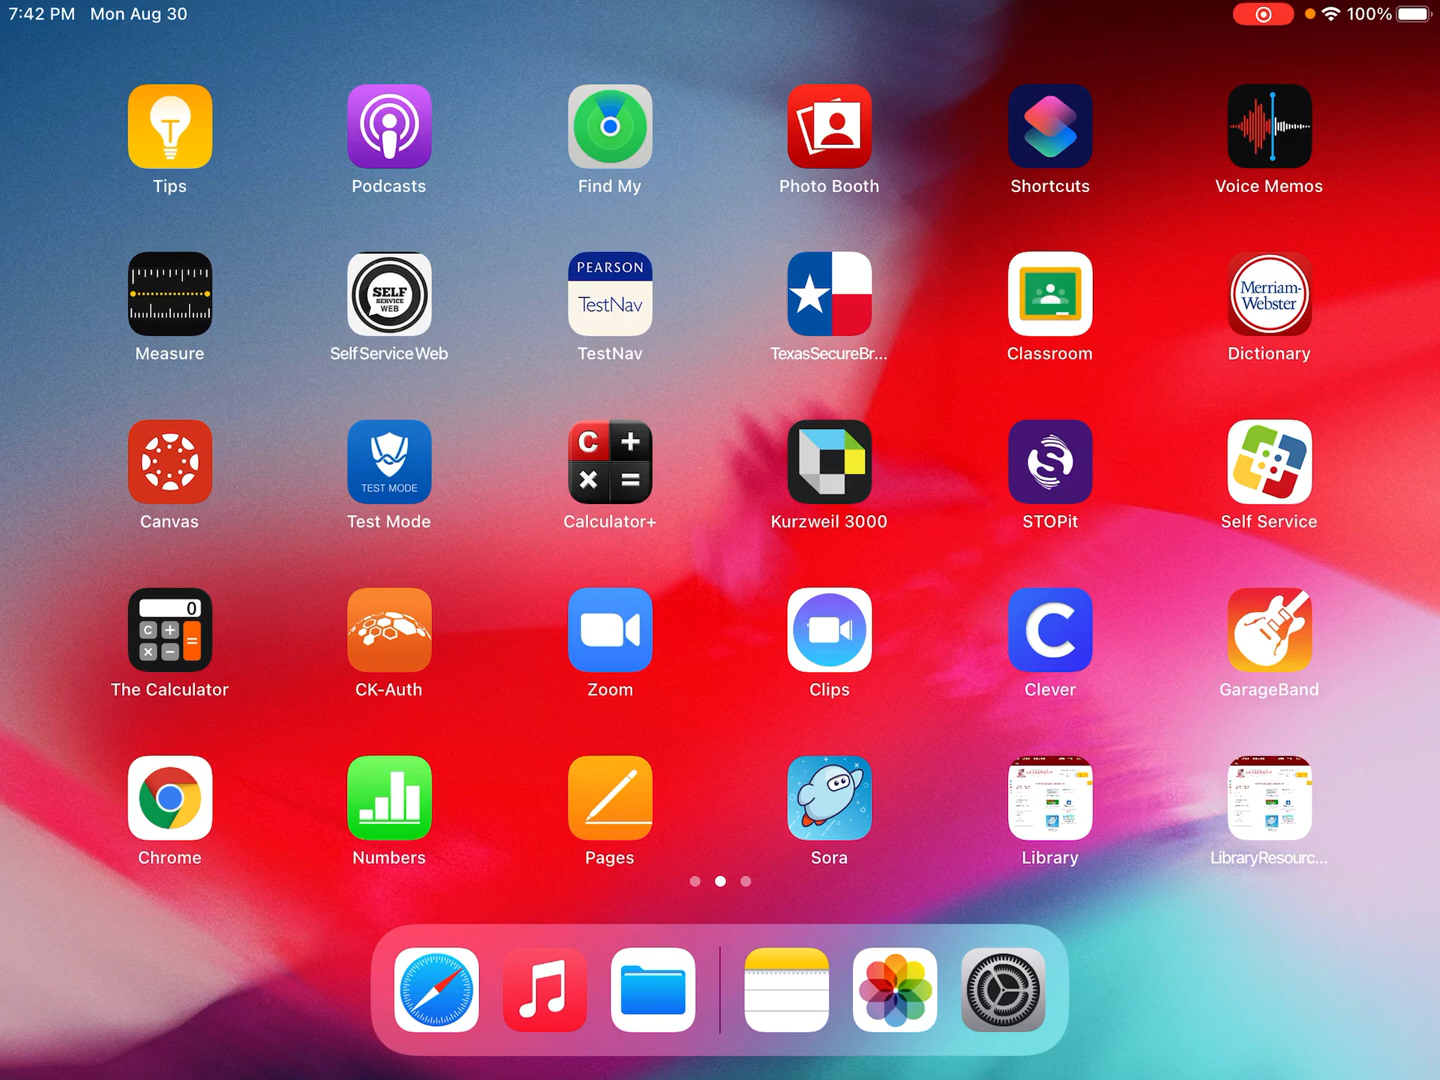 7:42 PM Mon Aug 30
100%
Tips
Podcasts
Find My
Photo Booth
Shortcuts
Voice Memos
SELF
SERVICE
WEB
PEARSON
TestNav
Merriam-
Webster
Measure
Self Service Web
TestNav
TexasSecureBr...
Classroom
Dictionary
TEST MODE
C + × =
Canvas
Test Mode
Calculator+
Kurzweil 3000
STOPit
Self Service
0
C + =
× −
The Calculator
CK-Auth
Zoom
Clips
Clever
GarageBand
Chrome
Numbers
Pages
Sora
Library
LibraryResourc...